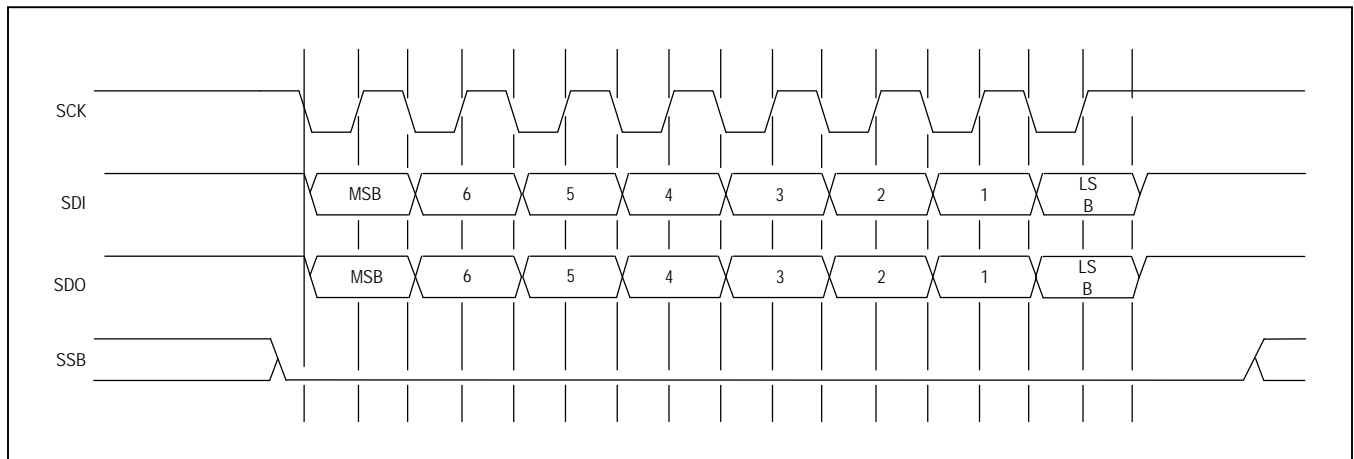 SCK
SDI MSB 6 5 4 3 2 1 LS
B
SDO MSB 6 5 4 3 2 1 LS
B
SSB